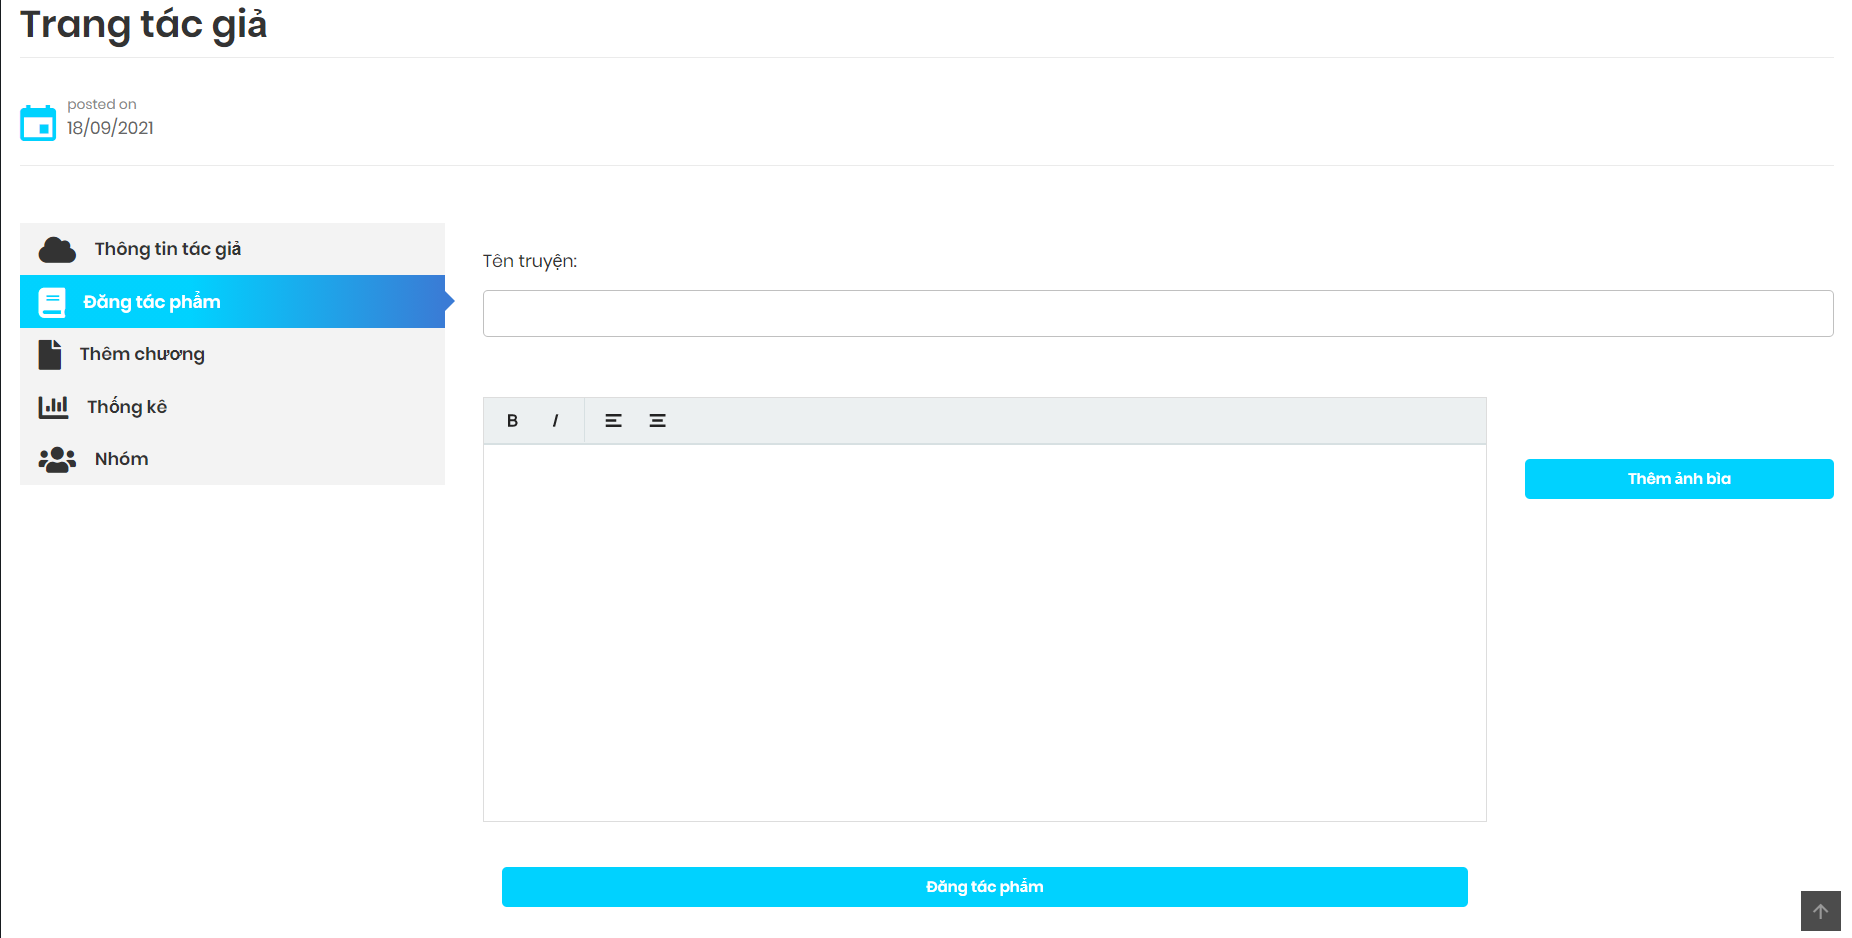 Trang tác giả
posted on
18/09/2021
Thông tin tác giả
Đăng tác phẩm
Thêm chương
Thống kê
Nhóm
Tên truyện:
B I
Thêm ảnh bìa
Đăng tác phẩm